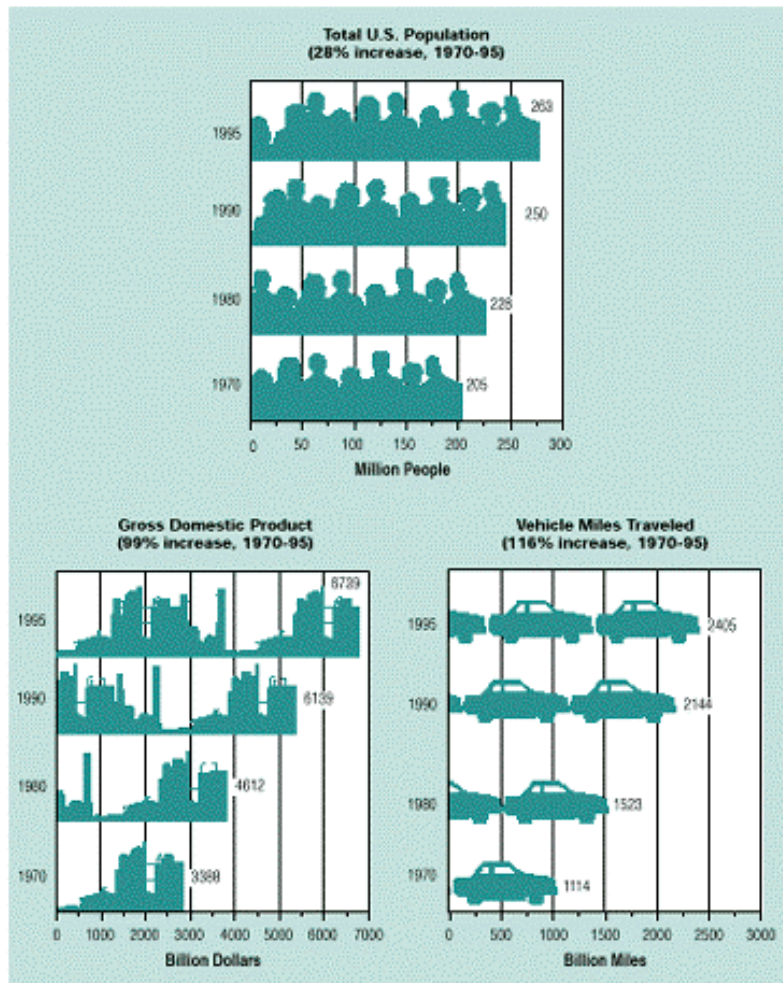 Total U.S. Population
(28% increase, 1970-95)
1995
263
1990
250
1980
228
1970
205
0 50 100 150 200 250 300
Million People
Gross Domestic Product
(99% increase, 1970-95)
1995
6739
1990
6139
1980
4612
1970
3388
0 1000 2000 3000 4000 5000 6000 7000
Billion Dollars
Vehicle Miles Traveled
(116% increase, 1970-95)
1995
2405
1990
2144
1980
1523
1970
1114
0 500 1000 1500 2000 2500 3000
Billion Miles